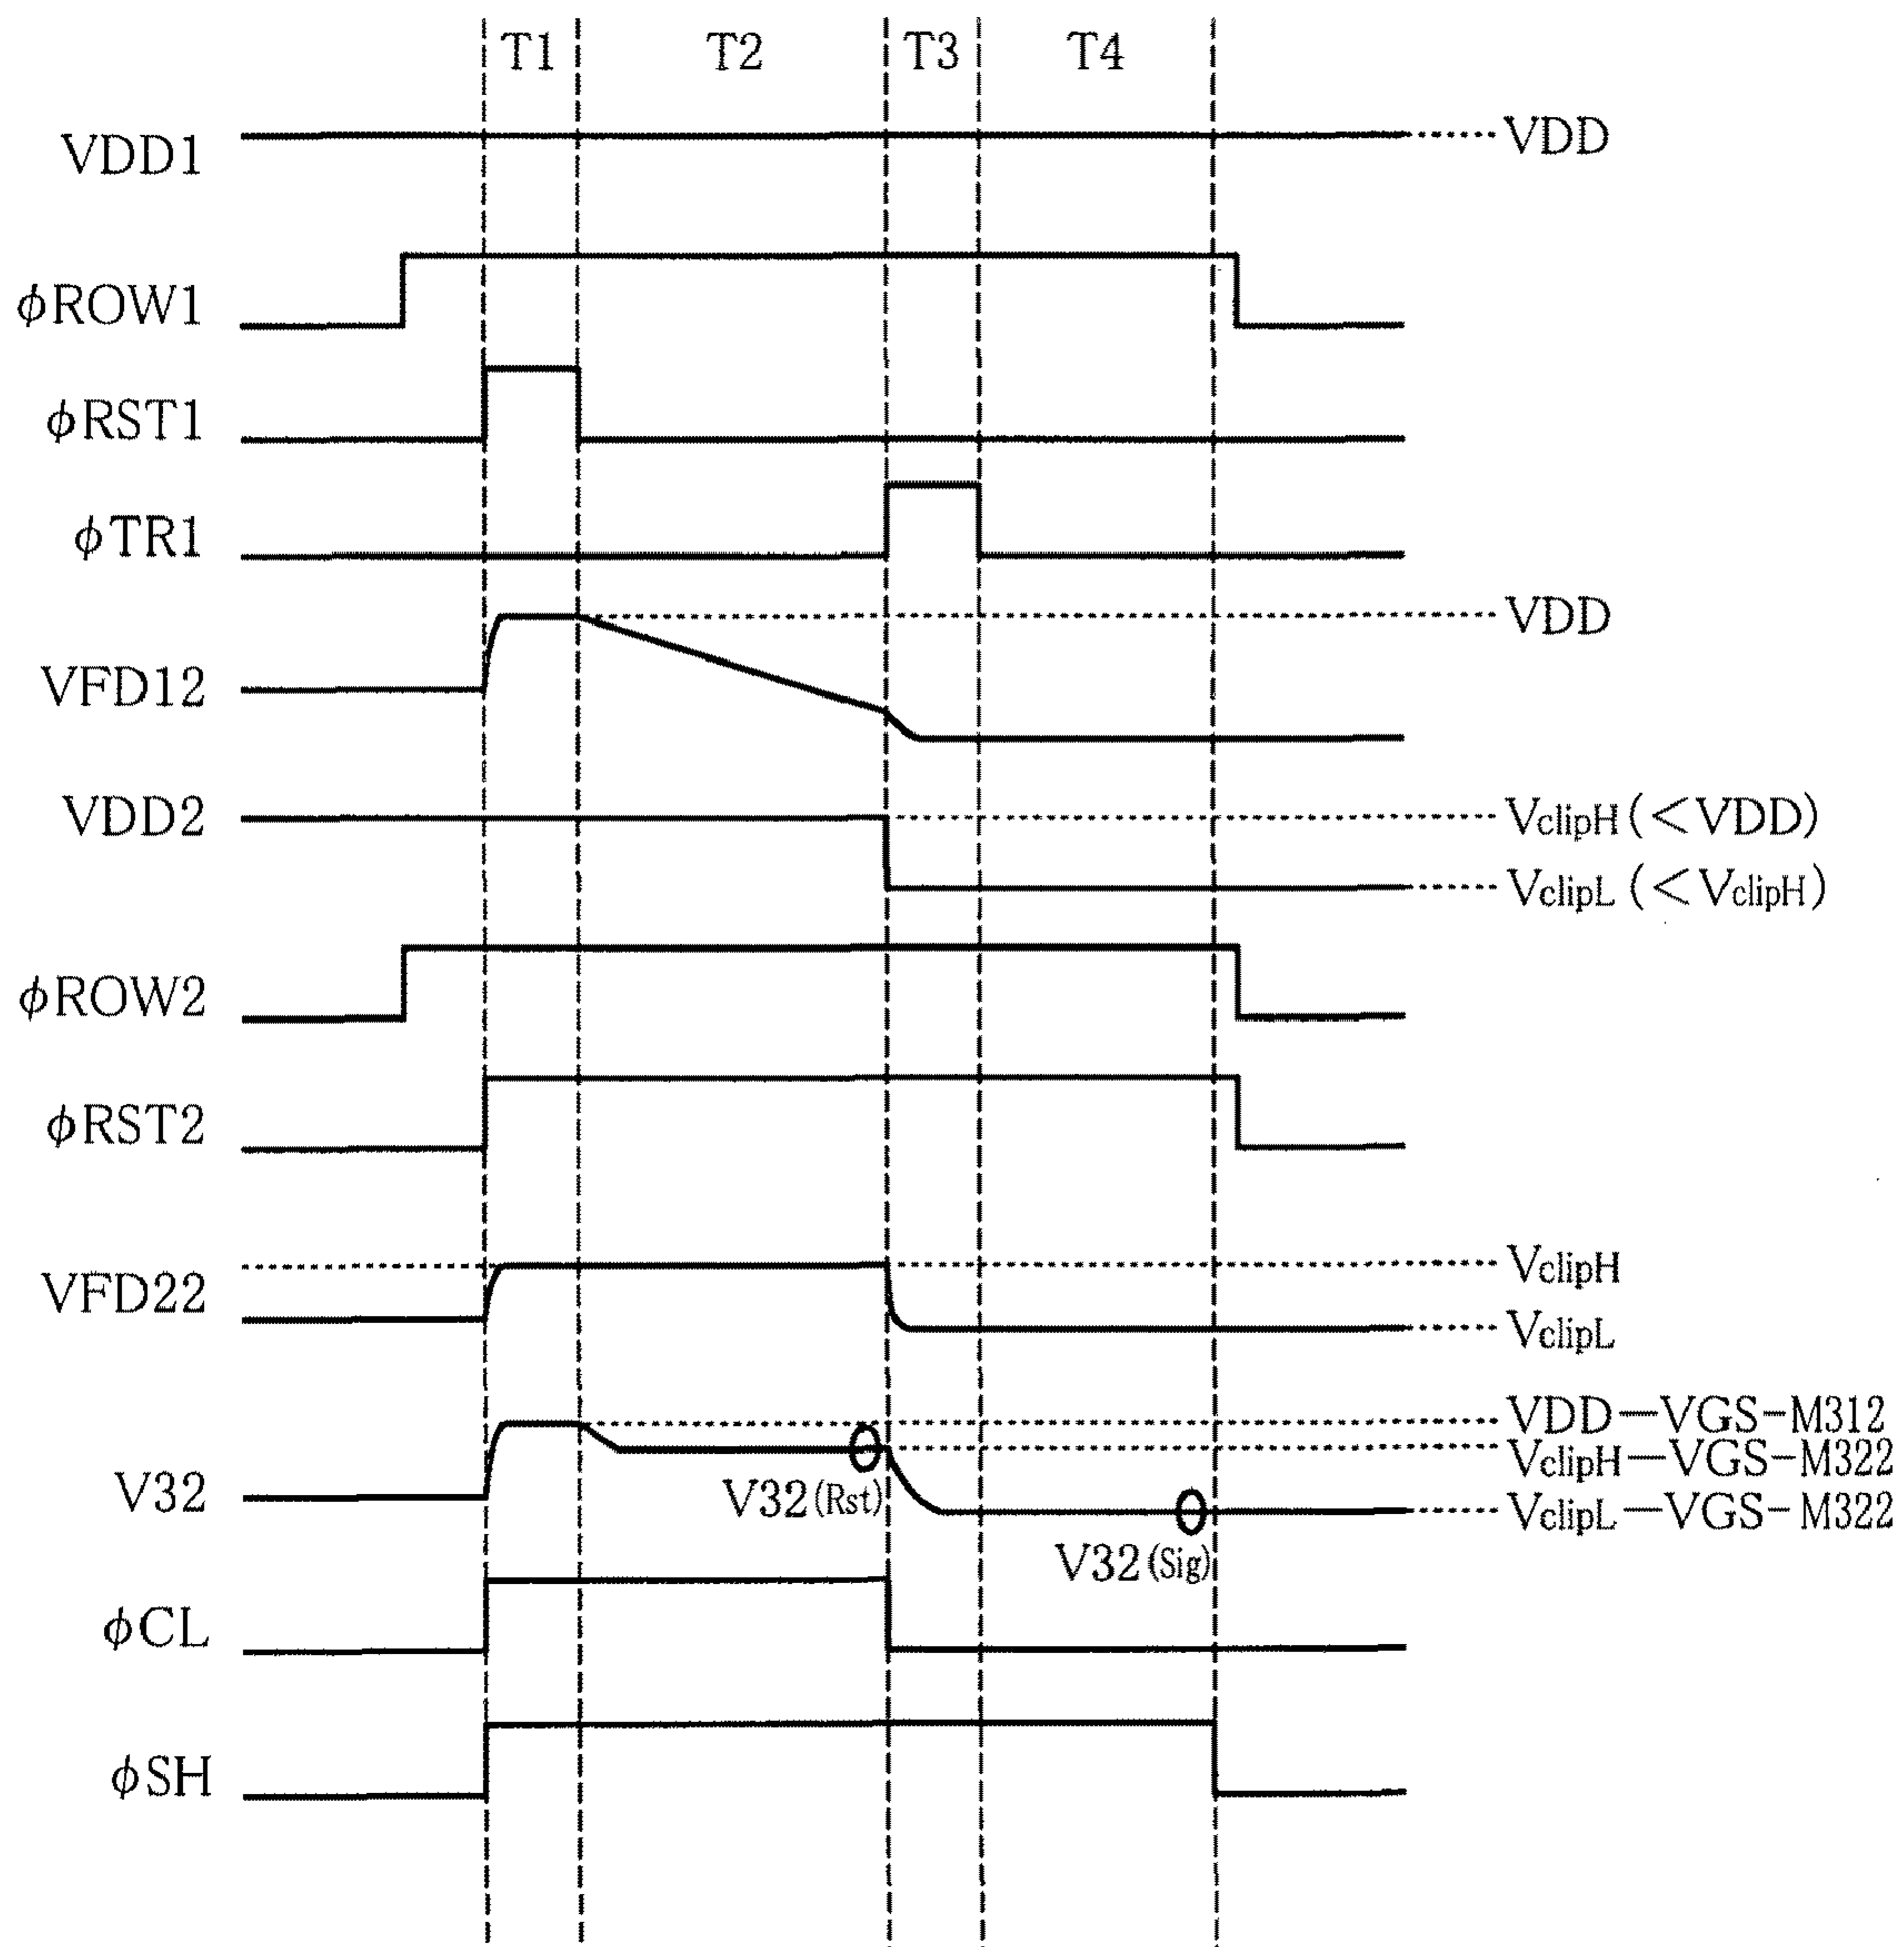 T1 T2 T3 T4
VDD1 VDD
φROW1
φRST1
φTR1
VDD
VFD12
VDD2 VclipH (<VDD)
VclipL (<VclipH)
φROW2
φRST2
VclipH
VFD22
VclipL
VDD−VGS−M312
VclipH−VGS−M322
V32 V32 (Rst) VclipL−VGS−M322
V32 (Sig)
φCL
φSH